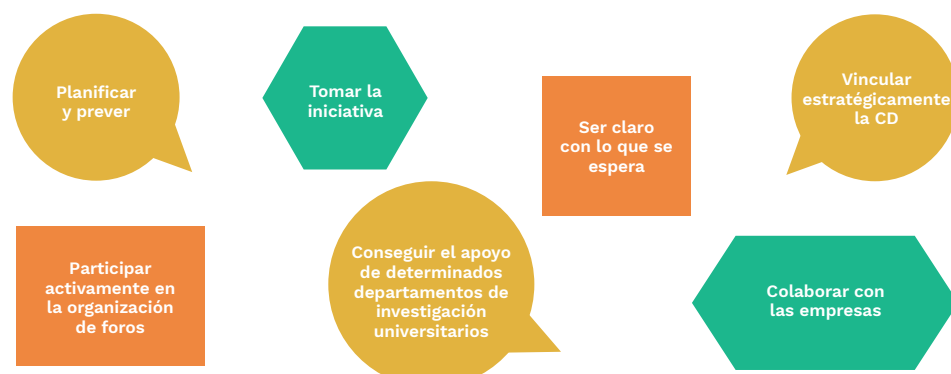 Planificar
y prever
Tomar la
iniciativa
Ser claro
con lo que se
espera
Vincular
estratégicamente
la CD
Participar
activamente en
la organización
de foros
Conseguir el apoyo
de determinados
departamentos de
investigación
universitarios
Colaborar con
las empresas